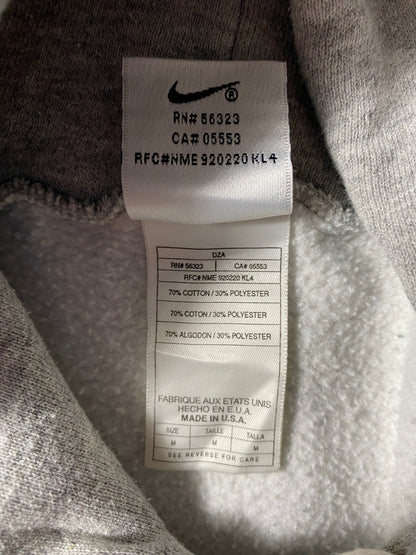 ®
RN# 56323
CA# 05553
RFC#NME 920220 KL4
DZA
RN# 56323 CA# 05553
RFC# NME 920220 KL4
70% COTTON / 30% POLYESTER
70% COTON / 30% POLYESTER
70% ALGODON / 30% POLYESTER
FABRIQUE AUX ETATS UNIS
HECHO EN E.U.A.
MADE IN U.S.A.
SIZE TAILLE TALLA
M M M
SEE REVERSE FOR CARE